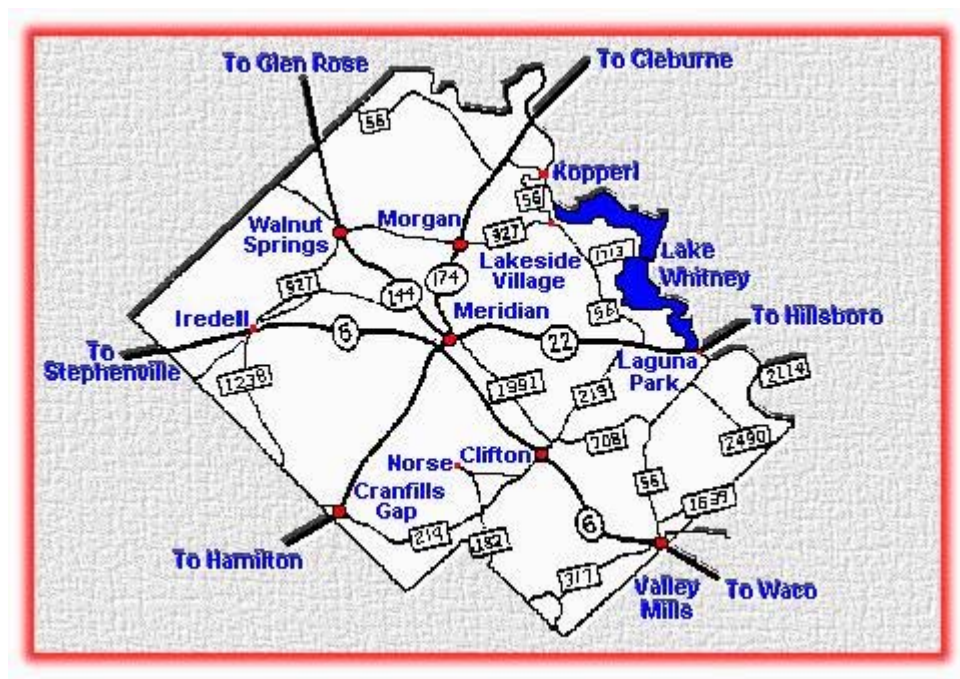 To Glen Rose
To Cleburne
56
Kopperl
56
Walnut
Springs
Morgan
927
Lakeside
Village
1713
Lake
Whitney
927
144
174
56
Iredell
6
Meridian
22
To Hillsboro
To
Stephenville
1238
1991
219
Laguna
Park
2114
708
2490
Norse
Clifton
56
Cranfills
Gap
1639
219
182
6
To Hamilton
317
Valley
Mills
To Waco